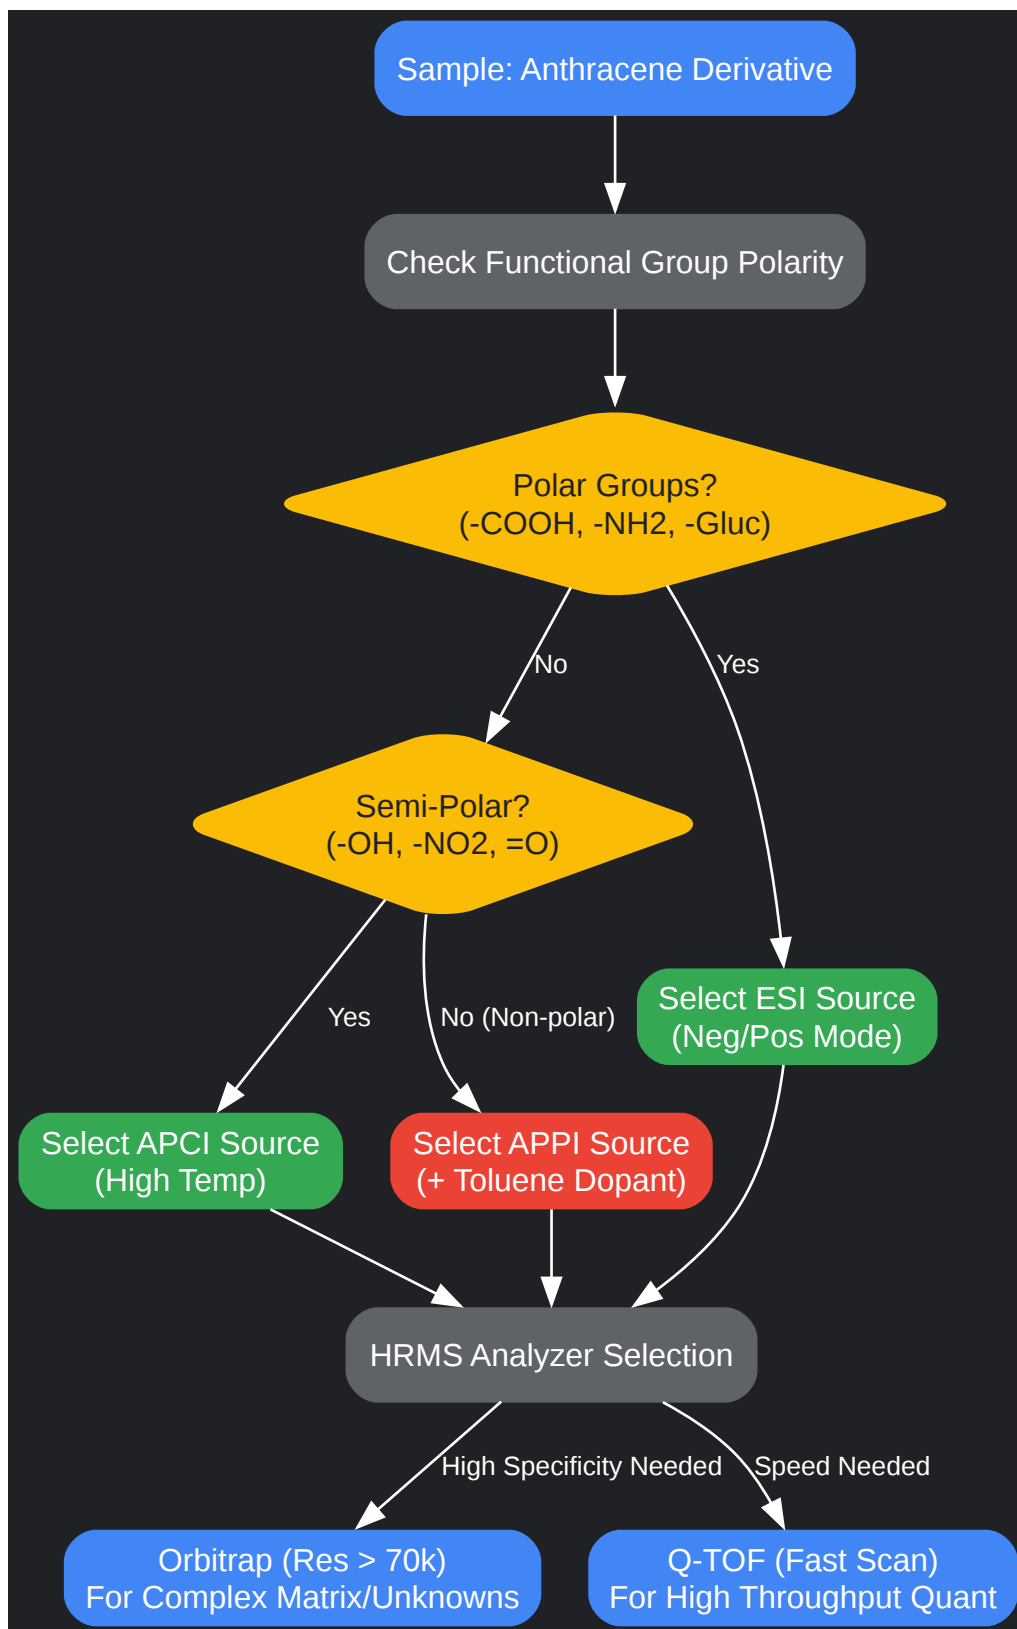 Sample: Anthracene Derivative
Check Functional Group Polarity
Polar Groups?
(-COOH, -NH2, -Gluc)
No
Yes
Semi-Polar?
(-OH, -NO2, =O)
Yes
No (Non-polar)
Select ESI Source
(Neg/Pos Mode)
Select APCI Source
(High Temp)
Select APPI Source
(+ Toluene Dopant)
HRMS Analyzer Selection
High Specificity Needed
Speed Needed
Orbitrap (Res > 70k)
For Complex Matrix/Unknowns
Q-TOF (Fast Scan)
For High Throughput Quant